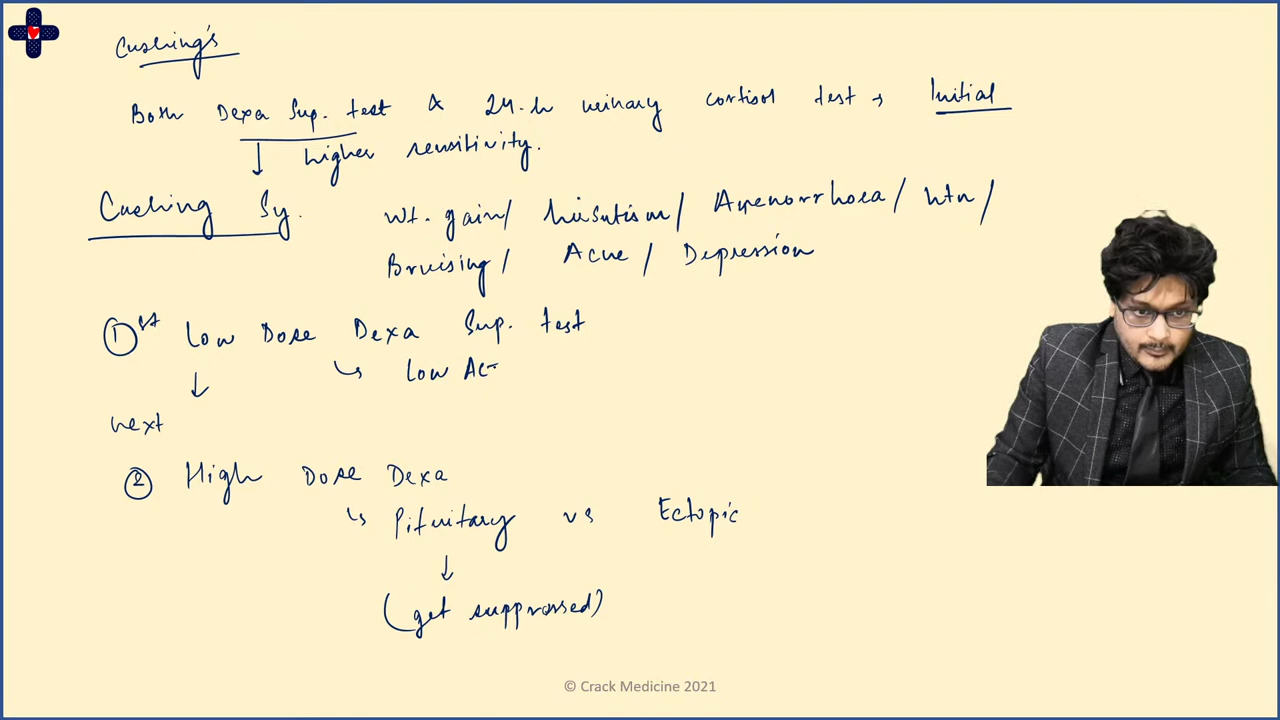 Cushing's
Both Dexa Sup. test & 24-h urinary cortisol test → Initial
↓ higher sensitivity.
Cushing Sy.
Wt. gain/ hirsutism/ Amenorrhoea/ htn/
Bruising/ Acne/ Depression
① st Low Dose Dexa Sup. test
↓ ↳ Low AC
next
② High Dose Dexa
↳ Pituitary vs Ectopic
↓
(get suppressed)
© Crack Medicine 2021